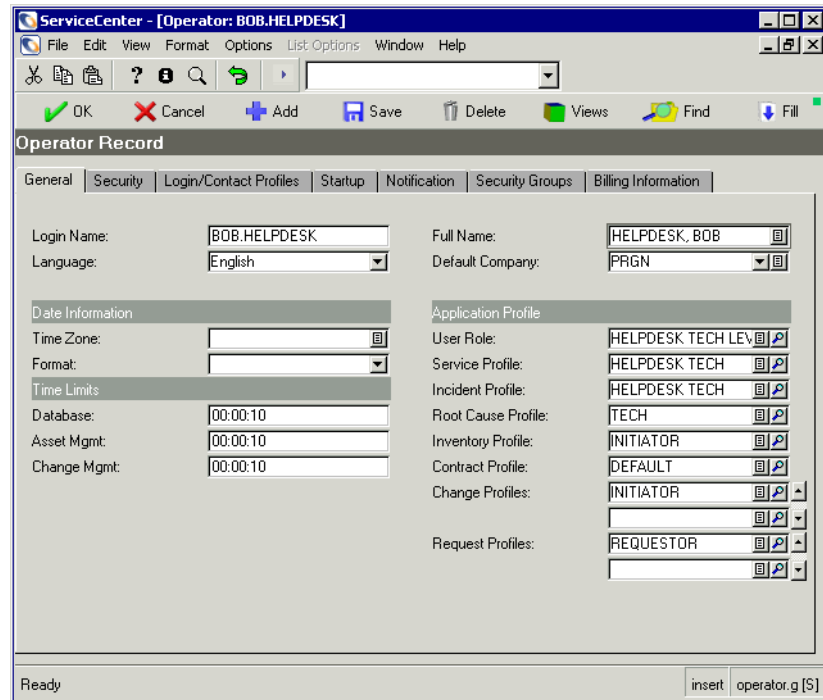 ServiceCenter - [Operator: BOB.HELPDESK]
File Edit View Format Options List Options Window Help
OK Cancel Add Save Delete Views Find Fill
Operator Record
General Security Login/Contact Profiles Startup Notification Security Groups Billing Information
Login Name: BOB.HELPDESK Full Name: HELPDESK, BOB
Language: English Default Company: PRGN
Date Information Application Profile
Time Zone: User Role: HELPDESK TECH LEV
Format: Service Profile: HELPDESK TECH
Time Limits Incident Profile: HELPDESK TECH
Database: 00:00:10 Root Cause Profile: TECH
Asset Mgmt: 00:00:10 Inventory Profile: INITIATOR
Change Mgmt: 00:00:10 Contract Profile: DEFAULT
Change Profiles: INITIATOR
Request Profiles: REQUESTOR
Ready insert operator.g [S]